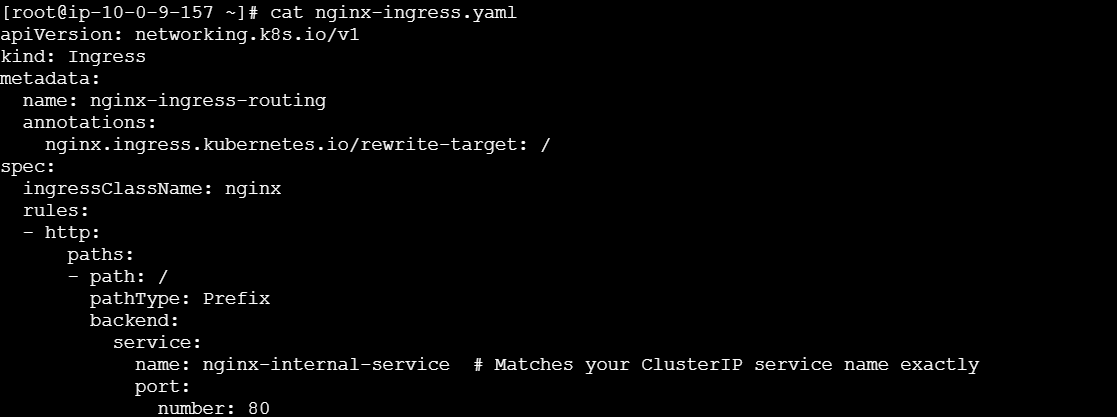 [root@ip-10-0-9-157 ~]# cat nginx-ingress.yaml
apiVersion: networking.k8s.io/v1
kind: Ingress
metadata:
  name: nginx-ingress-routing
  annotations:
    nginx.ingress.kubernetes.io/rewrite-target: /
spec:
  ingressClassName: nginx
  rules:
  - http:
      paths:
      - path: /
        pathType: Prefix
        backend:
          service:
            name: nginx-internal-service  # Matches your ClusterIP service name exactly
            port:
              number: 80